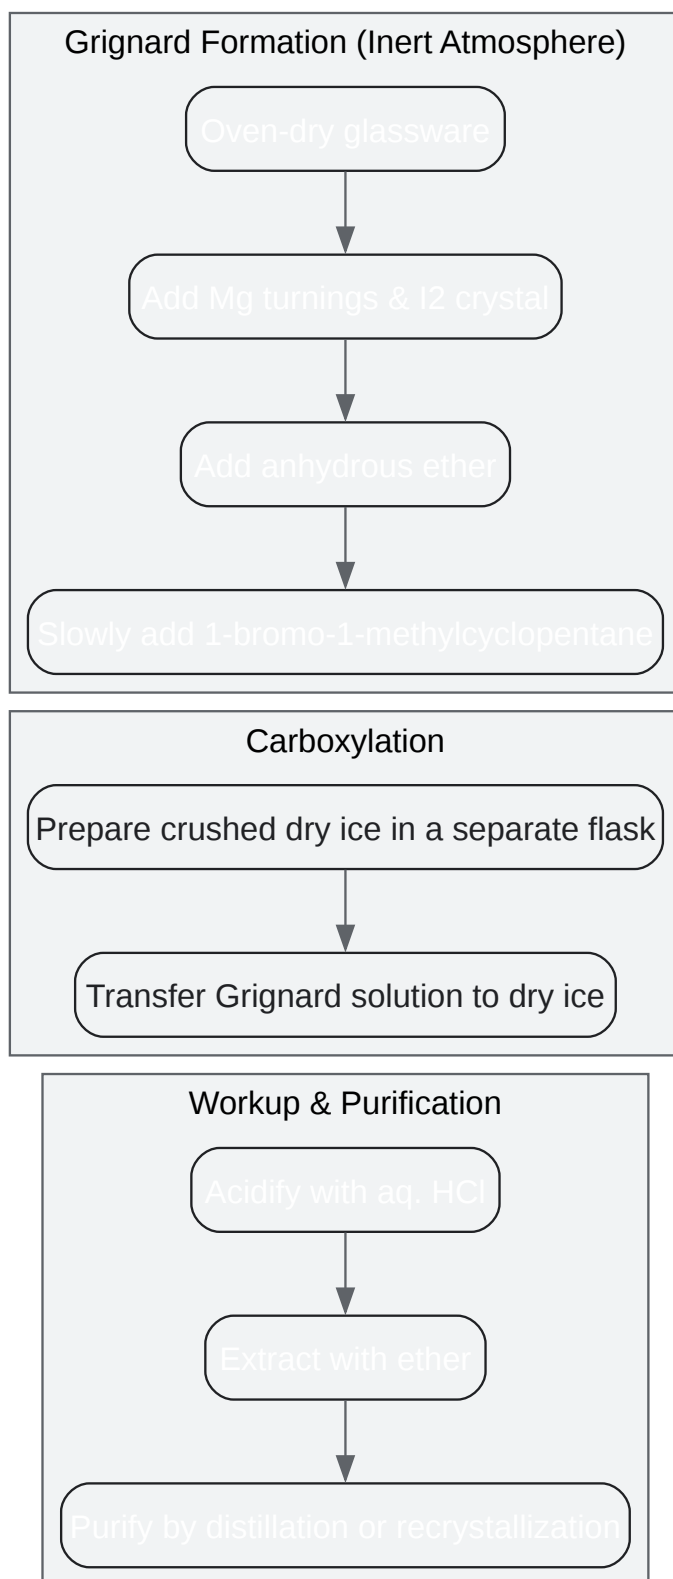 Grignard Formation (Inert Atmosphere)
Oven-dry glassware
Add Mg turnings & I2 crystal
Add anhydrous ether
Slowly add 1-bromo-1-methylcyclopentane
Carboxylation
Prepare crushed dry ice in a separate flask
Transfer Grignard solution to dry ice
Workup & Purification
Acidify with aq. HCl
Extract with ether
Purify by distillation or recrystallization